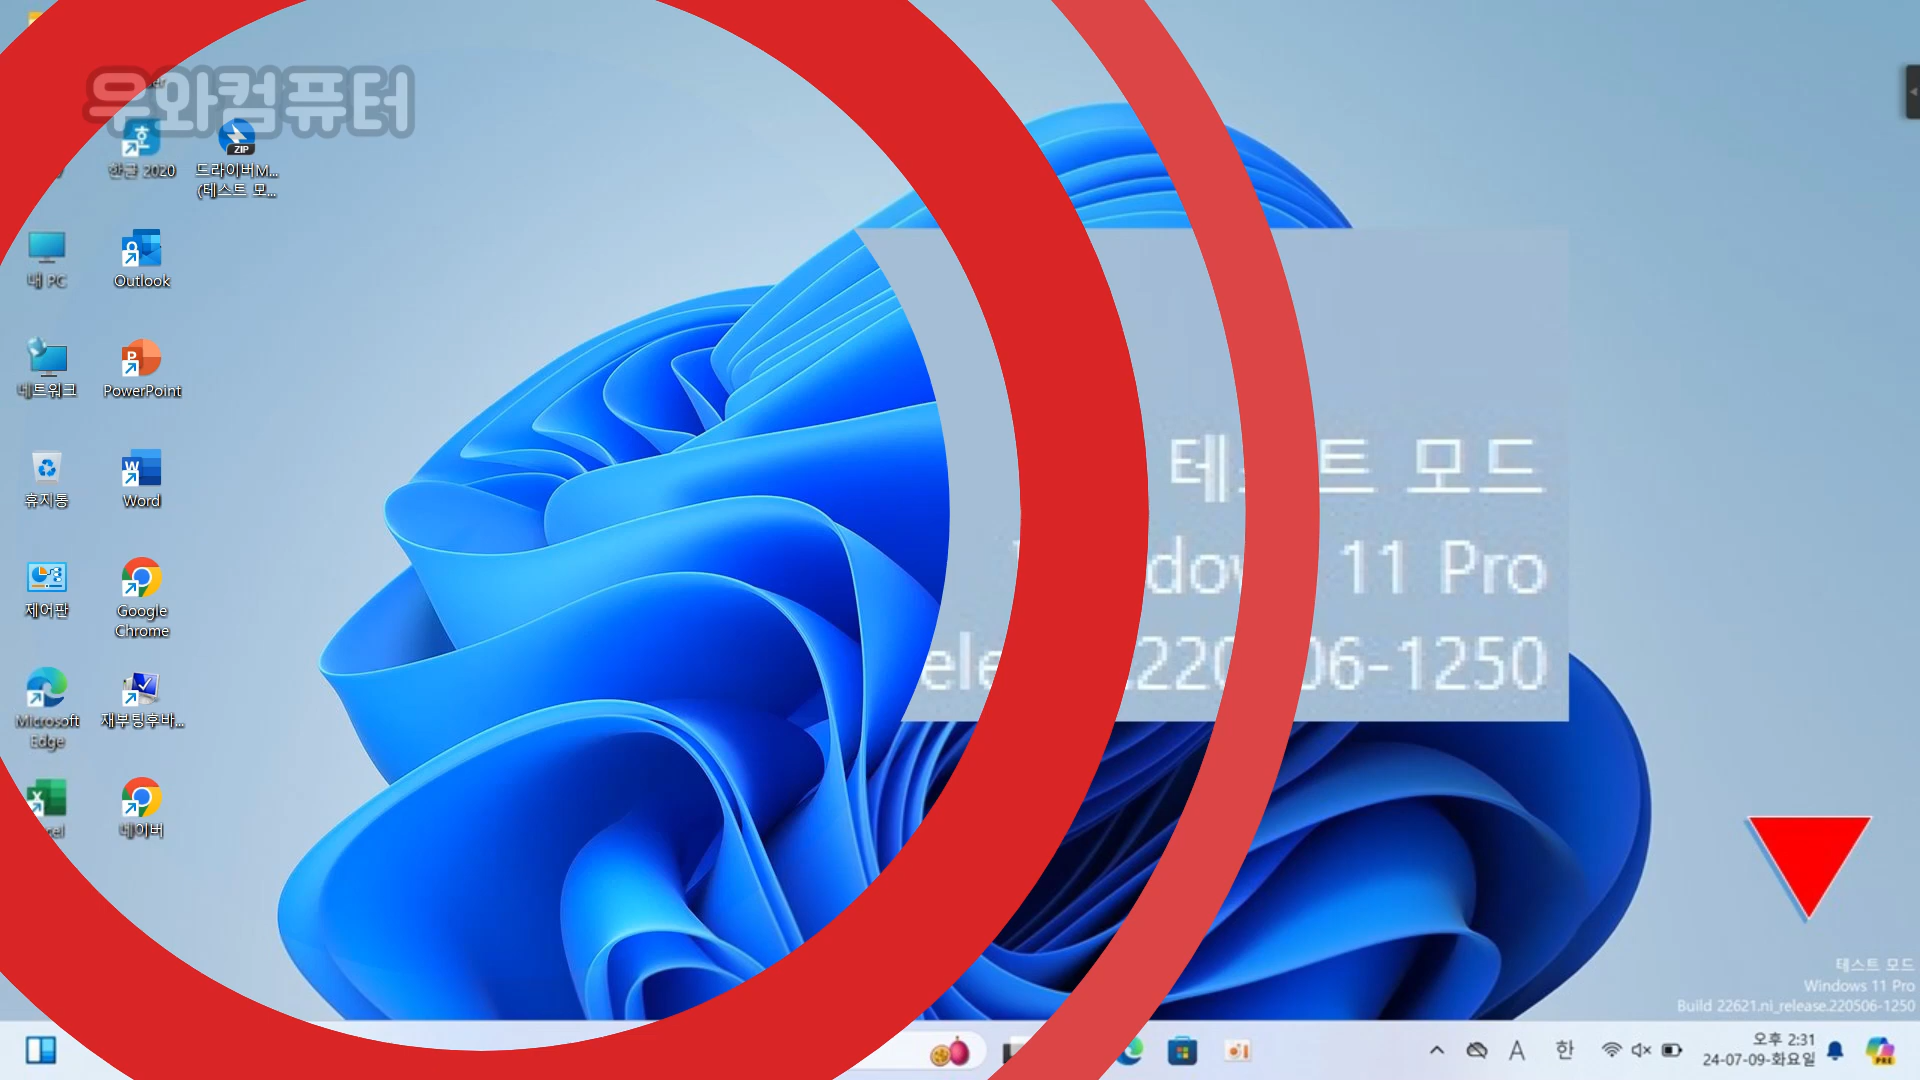 우와컴퓨터
한글 2020
ZIP
드라이버M...
(테스트 모...
내 PC
Outlook
네트워크
PowerPoint
휴지통
Word
제어판
Google
Chrome
Microsoft
Edge
재부팅후바...
네이버
테스트 모드
11 Pro
06-1250
테스트 모드
Windows 11 Pro
Build 22621.ni_release.220506-1250
A
한
오후 2:31
24-07-09-화요일
PRE